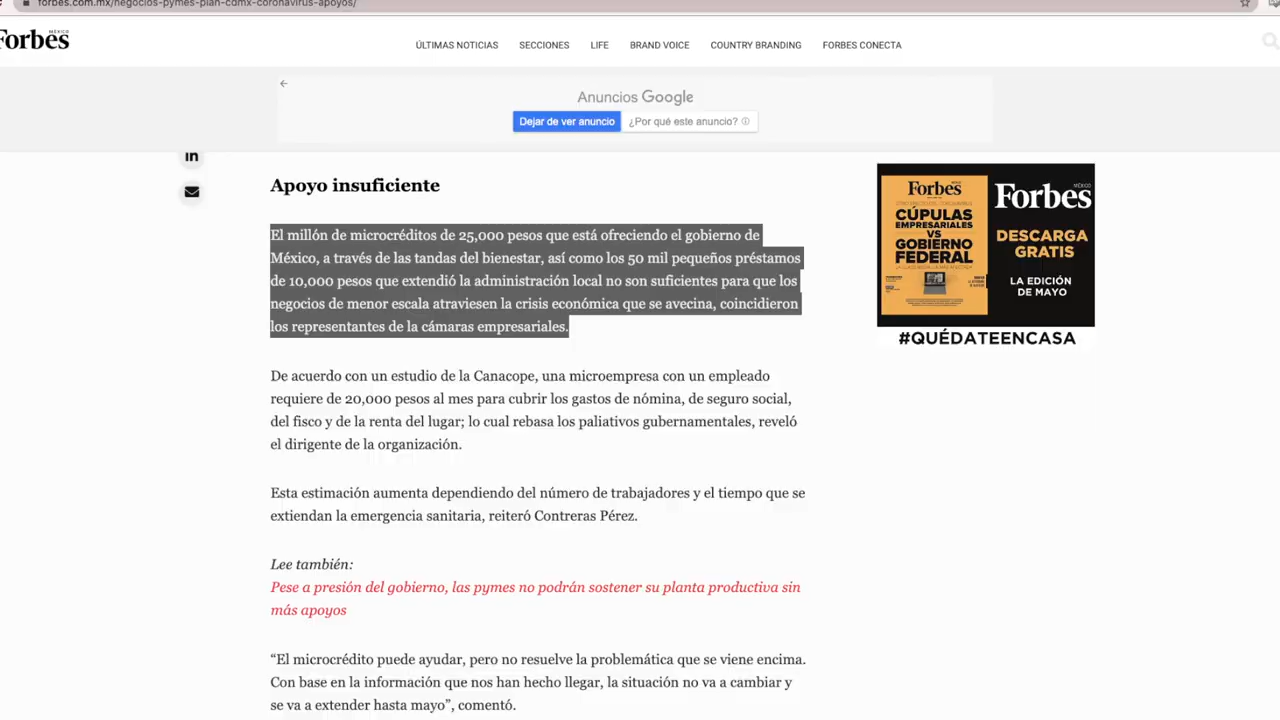 forbes.com.mx/negocios-pymes-plan-cdmx-coronavirus-apoyos/
Forbes
MÉXICO
ÚLTIMAS NOTICIAS SECCIONES LIFE BRAND VOICE COUNTRY BRANDING FORBES CONECTA
Anuncios Google
Dejar de ver anuncio ¿Por qué este anuncio?
in
Apoyo insuficiente
El millón de microcréditos de 25,000 pesos que está ofreciendo el gobierno de
México, a través de las tandas del bienestar, así como los 50 mil pequeños préstamos
de 10,000 pesos que extendió la administración local no son suficientes para que los
negocios de menor escala atraviesen la crisis económica que se avecina, coincidieron
los representantes de la cámaras empresariales.
De acuerdo con un estudio de la Canacope, una microempresa con un empleado
requiere de 20,000 pesos al mes para cubrir los gastos de nómina, de seguro social,
del fisco y de la renta del lugar; lo cual rebasa los paliativos gubernamentales, reveló
el dirigente de la organización.
Esta estimación aumenta dependiendo del número de trabajadores y el tiempo que se
extiendan la emergencia sanitaria, reiteró Contreras Pérez.
Lee también:
Pese a presión del gobierno, las pymes no podrán sostener su planta productiva sin
más apoyos
“El microcrédito puede ayudar, pero no resuelve la problemática que se viene encima.
Con base en la información que nos han hecho llegar, la situación no va a cambiar y
se va a extender hasta mayo”, comentó.
Forbes
CÚPULAS
EMPRESARIALES
VS
GOBIERNO
FEDERAL
Forbes
MÉXICO
DESCARGA
GRATIS
LA EDICIÓN
DE MAYO
#QUÉDATEENCASA